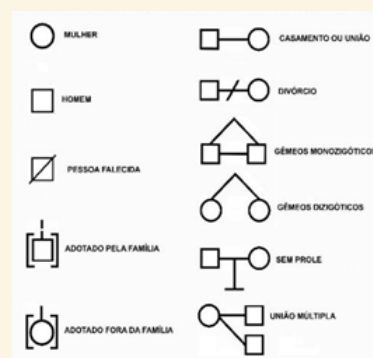 MULHER
HOMEM
PESSOA FALECIDA
ADOTADO PELA FAMÍLIA
ADOTADO FORA DA FAMÍLIA
CASAMENTO OU UNIÃO
DIVÓRCIO
GÊMEOS MONOZIGÓTICOS
GÊMEOS DIZIGÓTICOS
SEM PROLE
UNIÃO MÚLTIPLA